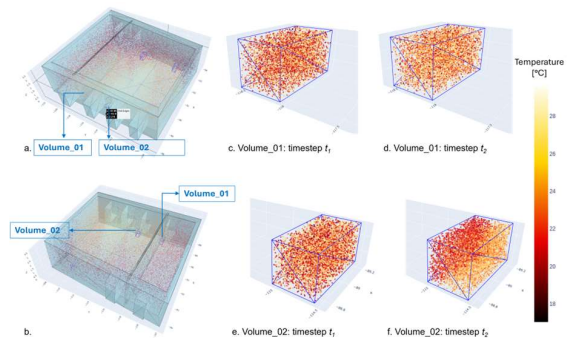 Temperature
[°C]
28
26
24
22
20
18
Volume_01
Volume_02
a.
c. Volume_01: timestep t1
d. Volume_01: timestep t2
Volume_01
Volume_02
b.
e. Volume_02: timestep t1
f. Volume_02: timestep t2